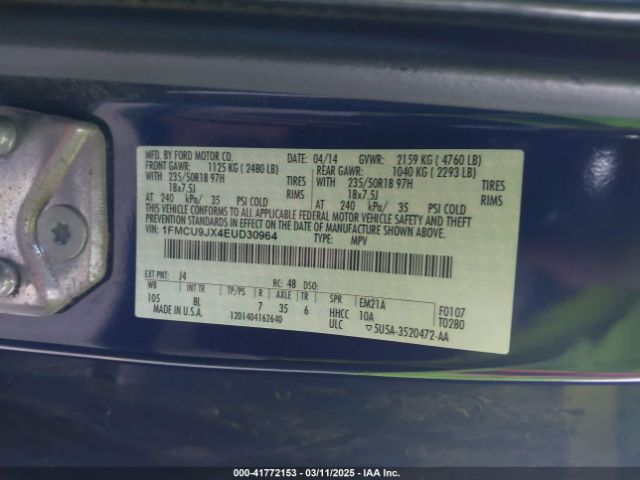 MFD. BY FORD MOTOR CO.
DATE: 04/14 GVWR: 2159 KG ( 4760 LB)
FRONT GAWR: 1125 KG ( 2480 LB) REAR GAWR: 1040 KG ( 2293 LB)
WITH 235/50R18 97H TIRES WITH 235/50R18 97H TIRES
18x7.5J RIMS 18x7.5J RIMS
AT 240 kPa/ 35 PSI COLD AT 240 kPa/ 35 PSI COLD
THIS VEHICLE CONFORMS TO ALL APPLICABLE FEDERAL MOTOR VEHICLE SAFETY AND THEFT
PREVENTION STANDARDS IN EFFECT ON THE DATE OF MANUFACTURE SHOWN ABOVE.
VIN: 1FMCU9JX4EUD30964 TYPE: MPV
EXT PNT: J4 RC: 48 DSO:
WB INT TR TP/PS R AXLE TR SPR EM21A F0107
105 BL 7 35 6 HHCC 10A T0280
MADE IN U.S.A. 1201404162640 ULC ▽5U5A-3520472-AA
000-41772153 - 03/11/2025 - IAA Inc.